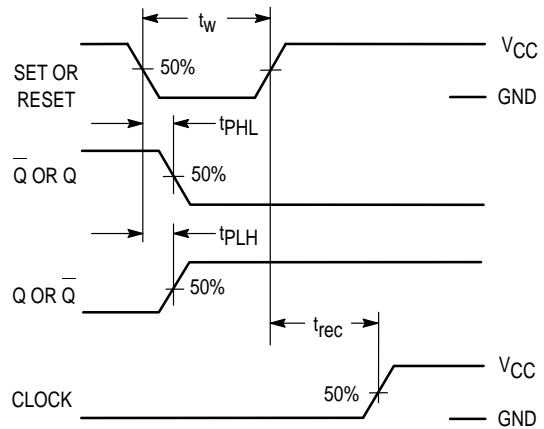 tw
VCC
50%
SET OR
RESET
GND
tPHL
Q̅ OR Q
50%
tPLH
Q OR Q̅
50%
trec
VCC
50%
CLOCK
GND